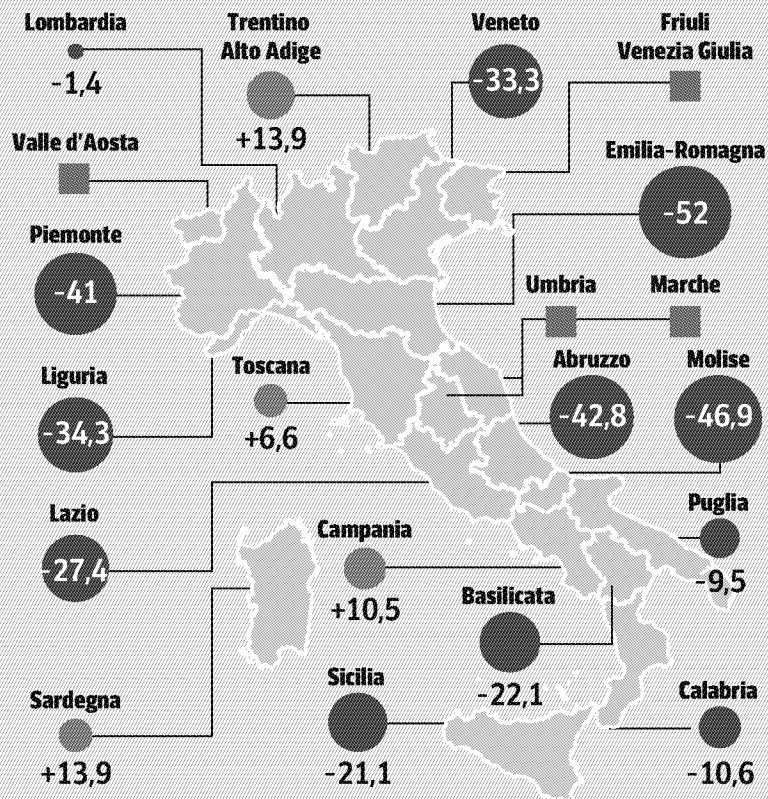 Lombardia
-1,4
Trentino
Alto Adige
+13,9
Veneto
-33,3
Friuli
Venezia Giulia
Valle d'Aosta
Emilia-Romagna
-52
Piemonte
-41
Umbria
Marche
Liguria
-34,3
Toscana
+6,6
Abruzzo
-42,8
Molise
-46,9
Lazio
-27,4
Campania
+10,5
Puglia
-9,5
Basilicata
-22,1
Sardegna
+13,9
Sicilia
-21,1
Calabria
-10,6